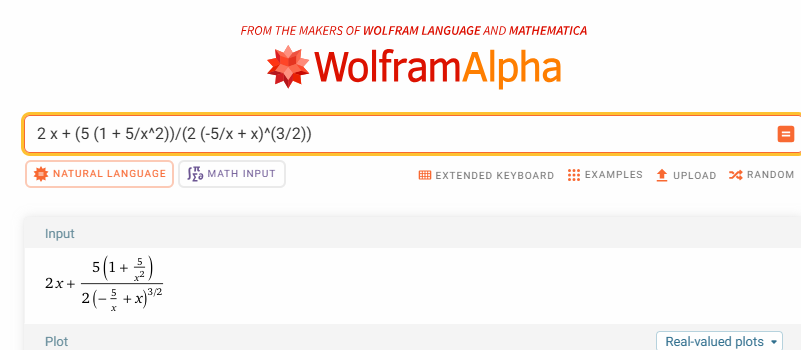 FROM THE MAKERS OF WOLFRAM LANGUAGE AND MATHEMATICA
WolframAlpha
2 x + (5 (1 + 5/x^2))/(2 (-5/x + x)^(3/2))
=
NATURAL LANGUAGE
∫π Σ∂ MATH INPUT
EXTENDED KEYBOARD
EXAMPLES
UPLOAD
RANDOM
Input
2 x + 5 (1 + 5/x²) / 2 (− 5/x + x)^3/2
Plot
Real-valued plots